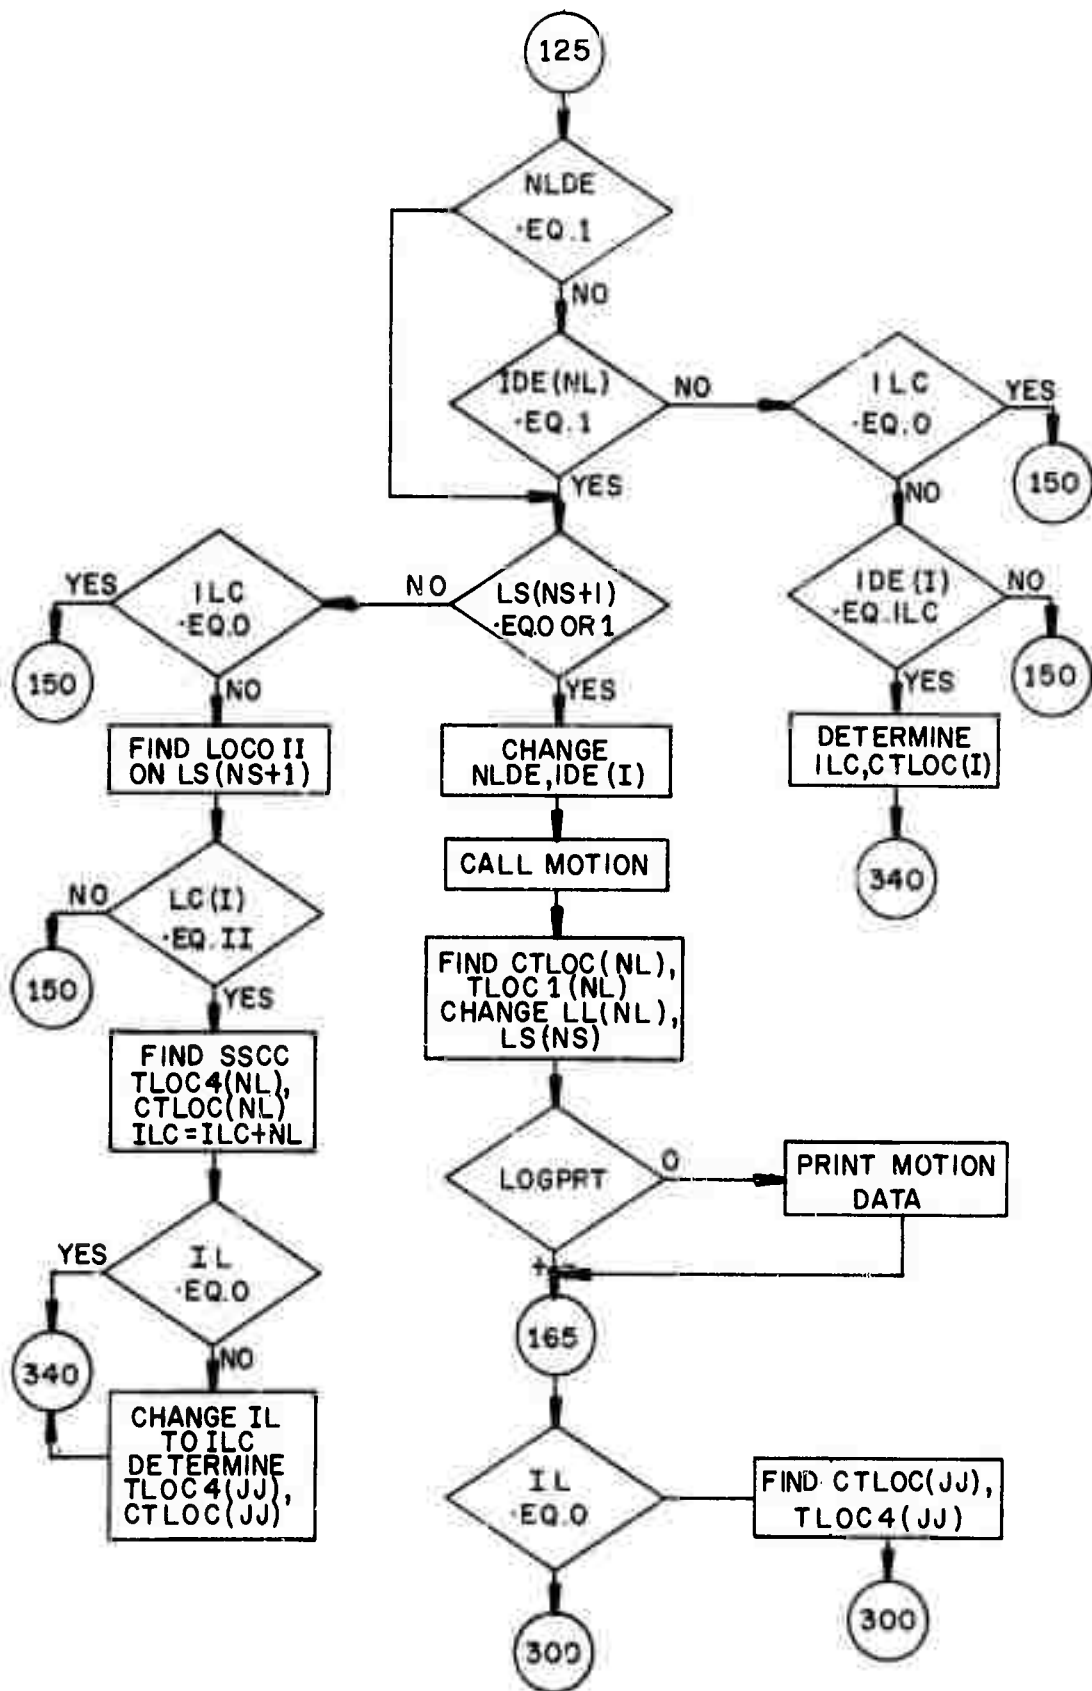 125
NLDE
.EQ.1
NO
IDE(NL)
.EQ.1
NO
ILC
.EQ.0
YES
150
YES
NO
LS(NS+1)
.EQ.0 OR 1
NO
ILC
.EQ.0
YES
150
IDE(I)
.EQ.ILC
NO
150
YES
NO
YES
FIND LOCO II
ON LS(NS+1)
CHANGE
NLDE,IDE(I)
DETERMINE
ILC,CTLOC(I)
340
CALL MOTION
LC(I)
.EQ.II
NO
150
YES
FIND CTLOC(NL),
TLOC1(NL)
CHANGE LL(NL),
LS(NS)
FIND SSCC
TLOC4(NL),
CTLOC(NL)
ILC=ILC+NL
LOGPRT
0
PRINT MOTION
DATA
+,-
IL
.EQ.0
YES
340
NO
165
CHANGE IL
TO ILC
DETERMINE
TLOC4(JJ),
CTLOC(JJ)
IL
.EQ.0
FIND CTLOC(JJ),
TLOC4(JJ)
300
300